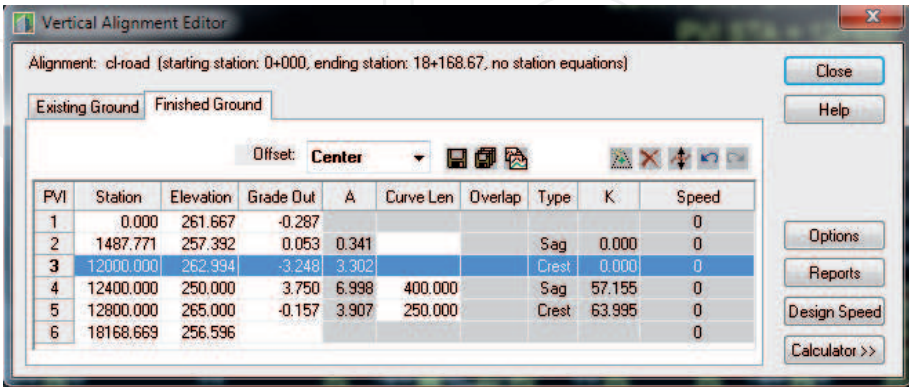 Vertical Alignment Editor
Alignment: cl-road (starting station: 0+000, ending station: 18+168.67, no station equations)
Close
Existing Ground Finished Ground
Help
Offset: Center
PVI Station Elevation Grade Out A Curve Len Overlap Type K Speed
1 0.000 261.667 -0.287 0
2 1487.771 257.392 0.053 0.341 Sag 0.000 0
3 12000.000 262.994 -3.248 3.302 Crest 0.000 0
4 12400.000 250.000 3.750 6.998 400.000 Sag 57.155 0
5 12800.000 265.000 -0.157 3.907 250.000 Crest 63.995 0
6 18168.669 256.596 0
Options
Reports
Design Speed
Calculator >>